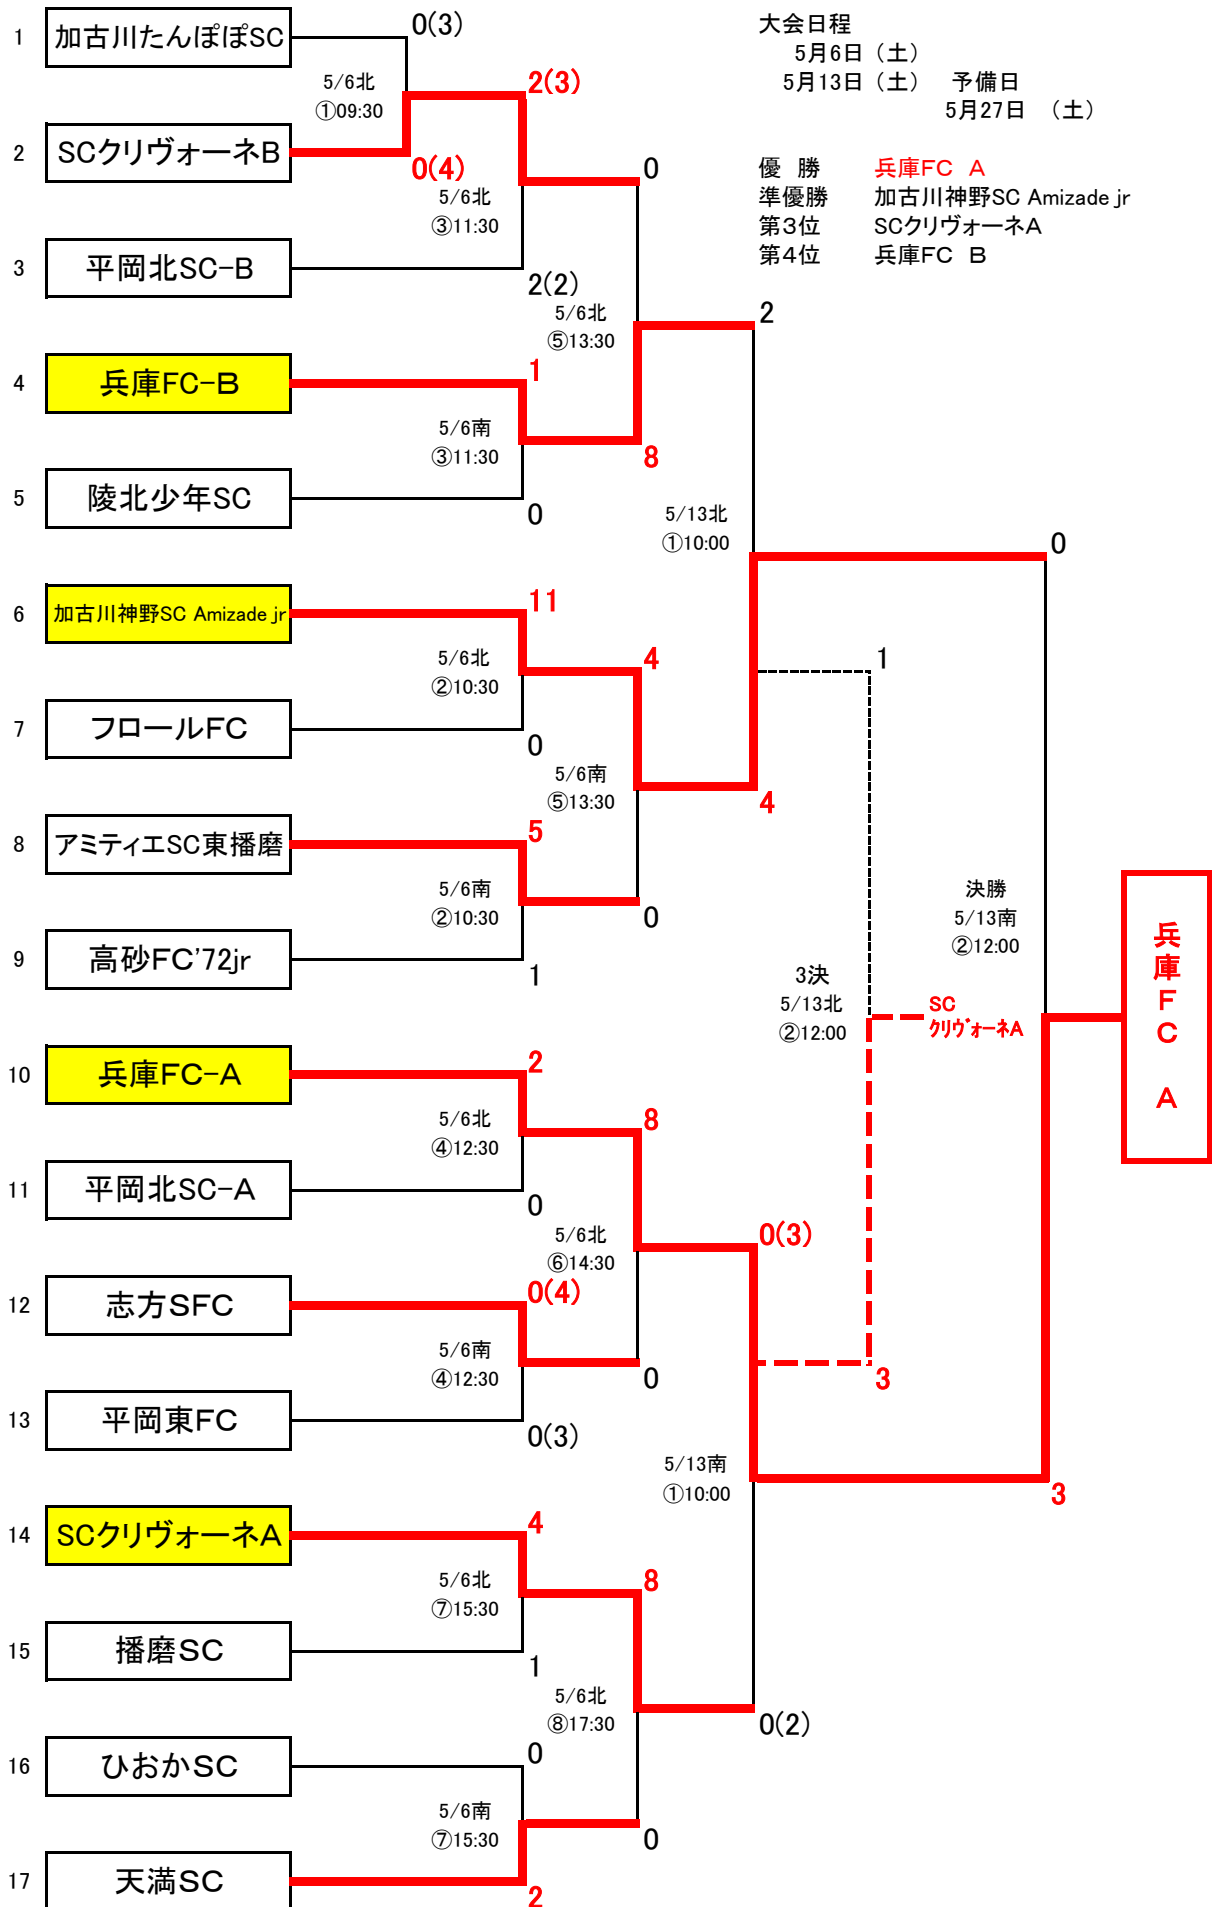 大会日程
5月6日（土）
5月13日（土）　予備日
5月27日　（土）
優　勝　兵庫FC　A
準優勝　加古川神野SC Amizade jr
第3位　SCクリヴォーネA
第4位　兵庫FC　B
1 加古川たんぽぽSC
0(3)
5/6北
①09:30
2(3)
2 SCクリヴォーネB
0(4)
5/6北
③11:30
0
3 平岡北SC-B
2(2)
5/6北
⑤13:30
2
4 兵庫FC-B
1
5/6南
③11:30
8
5 陵北少年SC
0
5/13北
①10:00
0
6 加古川神野SC Amizade jr
11
5/6北
②10:30
4
1
7 フロールFC
0
5/6南
⑤13:30
4
8 アミティエSC東播磨
5
5/6南
②10:30
0
決勝
5/13南
②12:00
9 高砂FC'72jr
1
3決
5/13北
②12:00
SC
クリヴォーネA
兵庫FC　A
10 兵庫FC-A
2
5/6北
④12:30
8
11 平岡北SC-A
0
5/6北
⑥14:30
0(3)
12 志方SFC
0(4)
5/6南
④12:30
0
3
13 平岡東FC
0(3)
5/13南
①10:00
3
14 SCクリヴォーネA
4
5/6北
⑦15:30
8
15 播磨SC
1
5/6北
⑧17:30
0(2)
16 ひおかSC
0
5/6南
⑦15:30
0
17 天満SC
2